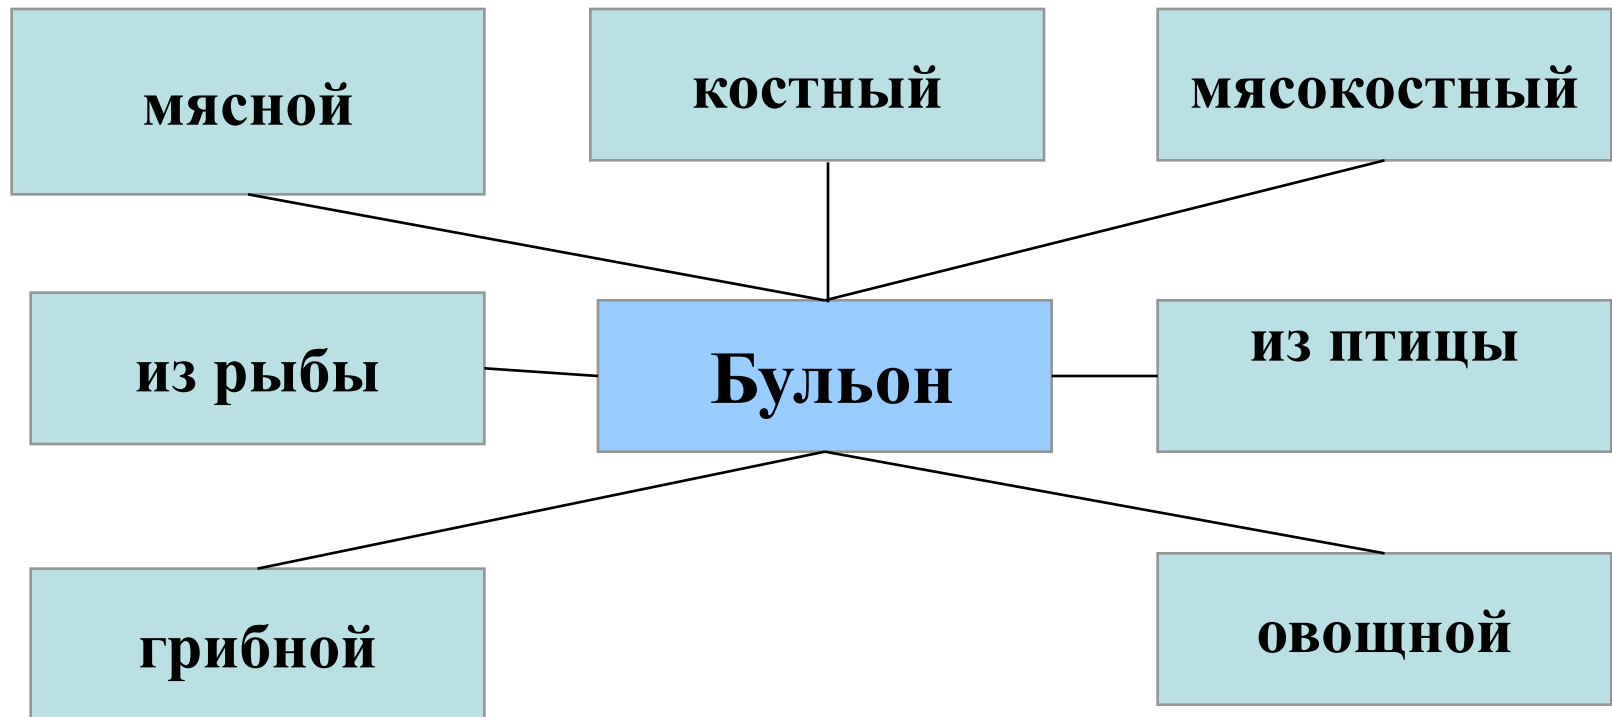 мясной
костный
мясокостный
из рыбы
Бульон
из птицы
грибной
овощной